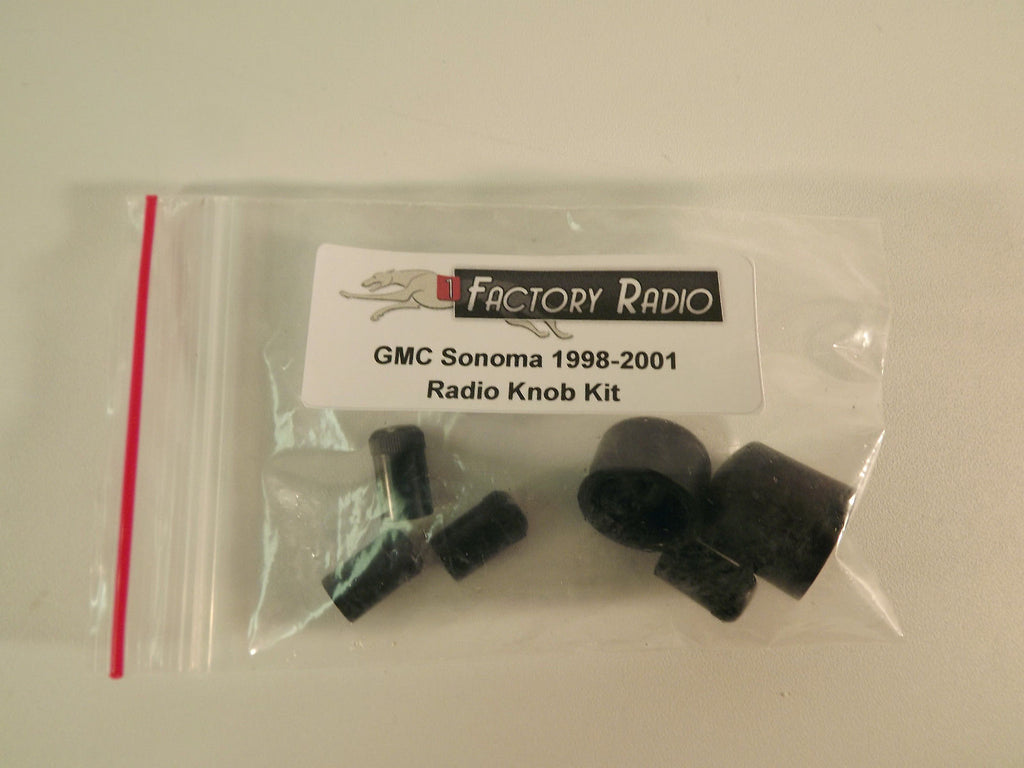 1 FACTORY RADIO
GMC Sonoma 1998-2001
Radio Knob Kit